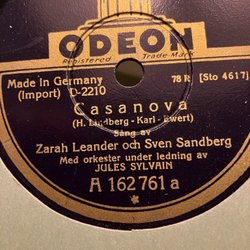 ODEON
Registered Trade-Mark
Made in Germany 78 R [Sto 4617]
(Import) D-2210
Casanova
(H. Lindberg - Karl - Ewert)
Sång av
Zarah Leander och Sven Sandberg
Med orkester under ledning av
JULES SYLVAIN
A 162 761 a